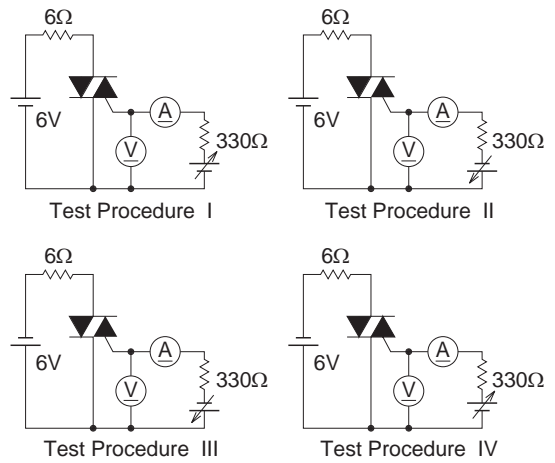 6Ω 6Ω
A A
6V V 330Ω 6V V 330Ω
Test Procedure I Test Procedure II
6Ω 6Ω
A A
6V V 330Ω 6V V 330Ω
Test Procedure III Test Procedure IV